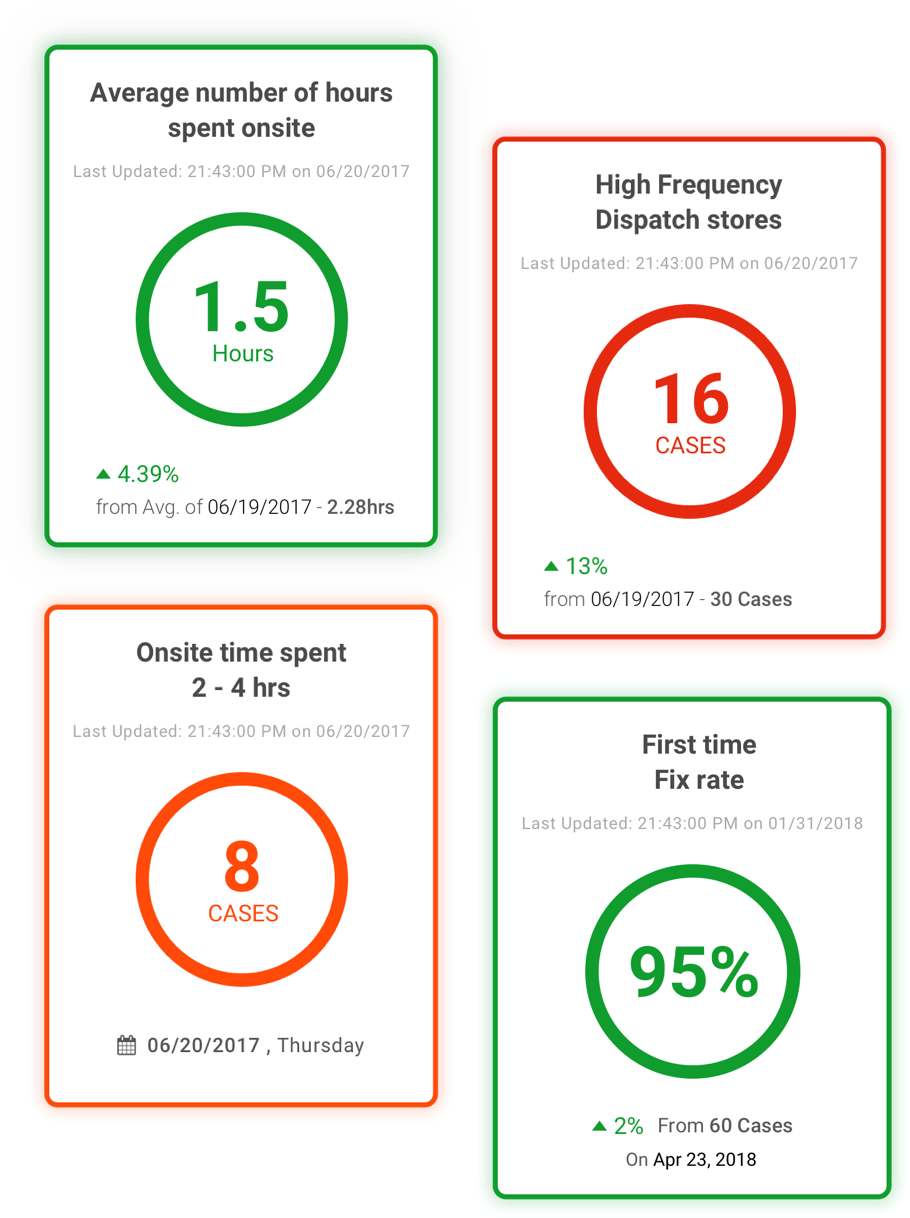 Average number of hours
spent onsite
Last Updated: 21:43:00 PM on 06/20/2017
1.5
Hours
4.39%
from Avg. of 06/19/2017 - 2.28hrs
High Frequency
Dispatch stores
Last Updated: 21:43:00 PM on 06/20/2017
16
CASES
13%
from 06/19/2017 - 30 Cases
Onsite time spent
2 - 4 hrs
Last Updated: 21:43:00 PM on 06/20/2017
8
CASES
06/20/2017 , Thursday
First time
Fix rate
Last Updated: 21:43:00 PM on 01/31/2018
95%
2% From 60 Cases
On Apr 23, 2018